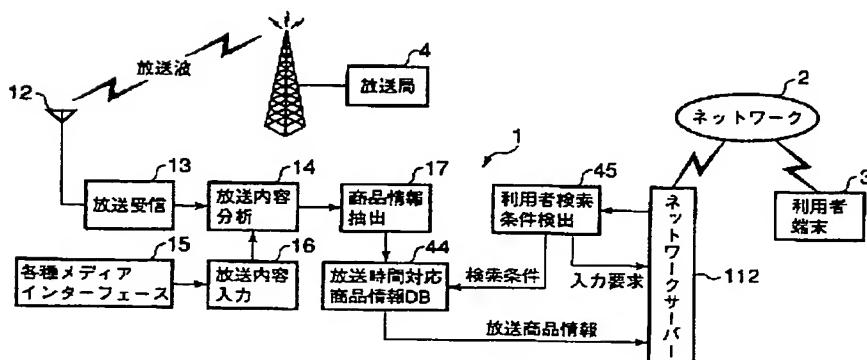 4
放送局
放送波
12
2
ネットワーク
1
13
放送受信
14
放送内容
分析
17
商品情報
抽出
45
利用者検索
条件検出
3
利用者
端末
15
各種メディア
インターフェース
16
放送内容
入力
44
放送時間対応
商品情報DB
検索条件
入力要求
放送商品情報
ネットワークサーバー
112